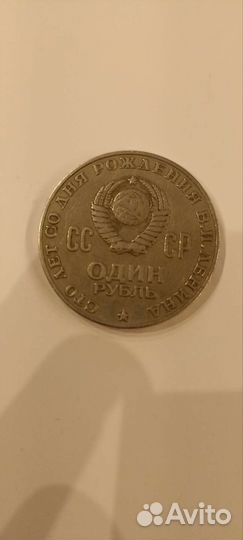 СТО ЛЕТ СО ДНЯ РОЖДЕНИЯ В.И.ЛЕНИНА
СС СР
ОДИН
РУБЛЬ
Avito